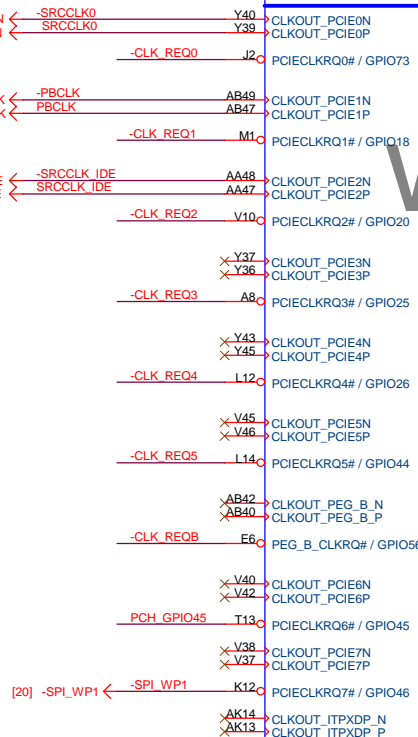 -SRCCLK0 Y40 CLKOUT_PCIE0N
SRCCLK0 Y39 CLKOUT_PCIE0P
-CLK_REQ0 J2 PCIECLKRQ0# / GPIO73
-PBCLK AB49 CLKOUT_PCIE1N
PBCLK AB47 CLKOUT_PCIE1P
-CLK_REQ1 M1 PCIECLKRQ1# / GPIO18
-SRCCLK_IDE AA48 CLKOUT_PCIE2N
SRCCLK_IDE AA47 CLKOUT_PCIE2P
-CLK_REQ2 V10 PCIECLKRQ2# / GPIO20
Y37 CLKOUT_PCIE3N
Y36 CLKOUT_PCIE3P
-CLK_REQ3 A8 PCIECLKRQ3# / GPIO25
Y43 CLKOUT_PCIE4N
Y45 CLKOUT_PCIE4P
-CLK_REQ4 L12 PCIECLKRQ4# / GPIO26
V45 CLKOUT_PCIE5N
V46 CLKOUT_PCIE5P
-CLK_REQ5 L14 PCIECLKRQ5# / GPIO44
AB42 CLKOUT_PEG_B_N
AB40 CLKOUT_PEG_B_P
-CLK_REQB E6 PEG_B_CLKRQ# / GPIO56
V40 CLKOUT_PCIE6N
V42 CLKOUT_PCIE6P
PCH_GPIO45 T13 PCIECLKRQ6# / GPIO45
V38 CLKOUT_PCIE7N
V37 CLKOUT_PCIE7P
[20] -SPI_WP1 -SPI_WP1 K12 PCIECLKRQ7# / GPIO46
AK14 CLKOUT_ITPXDP_N
AK13 CLKOUT_ITPXDP_P